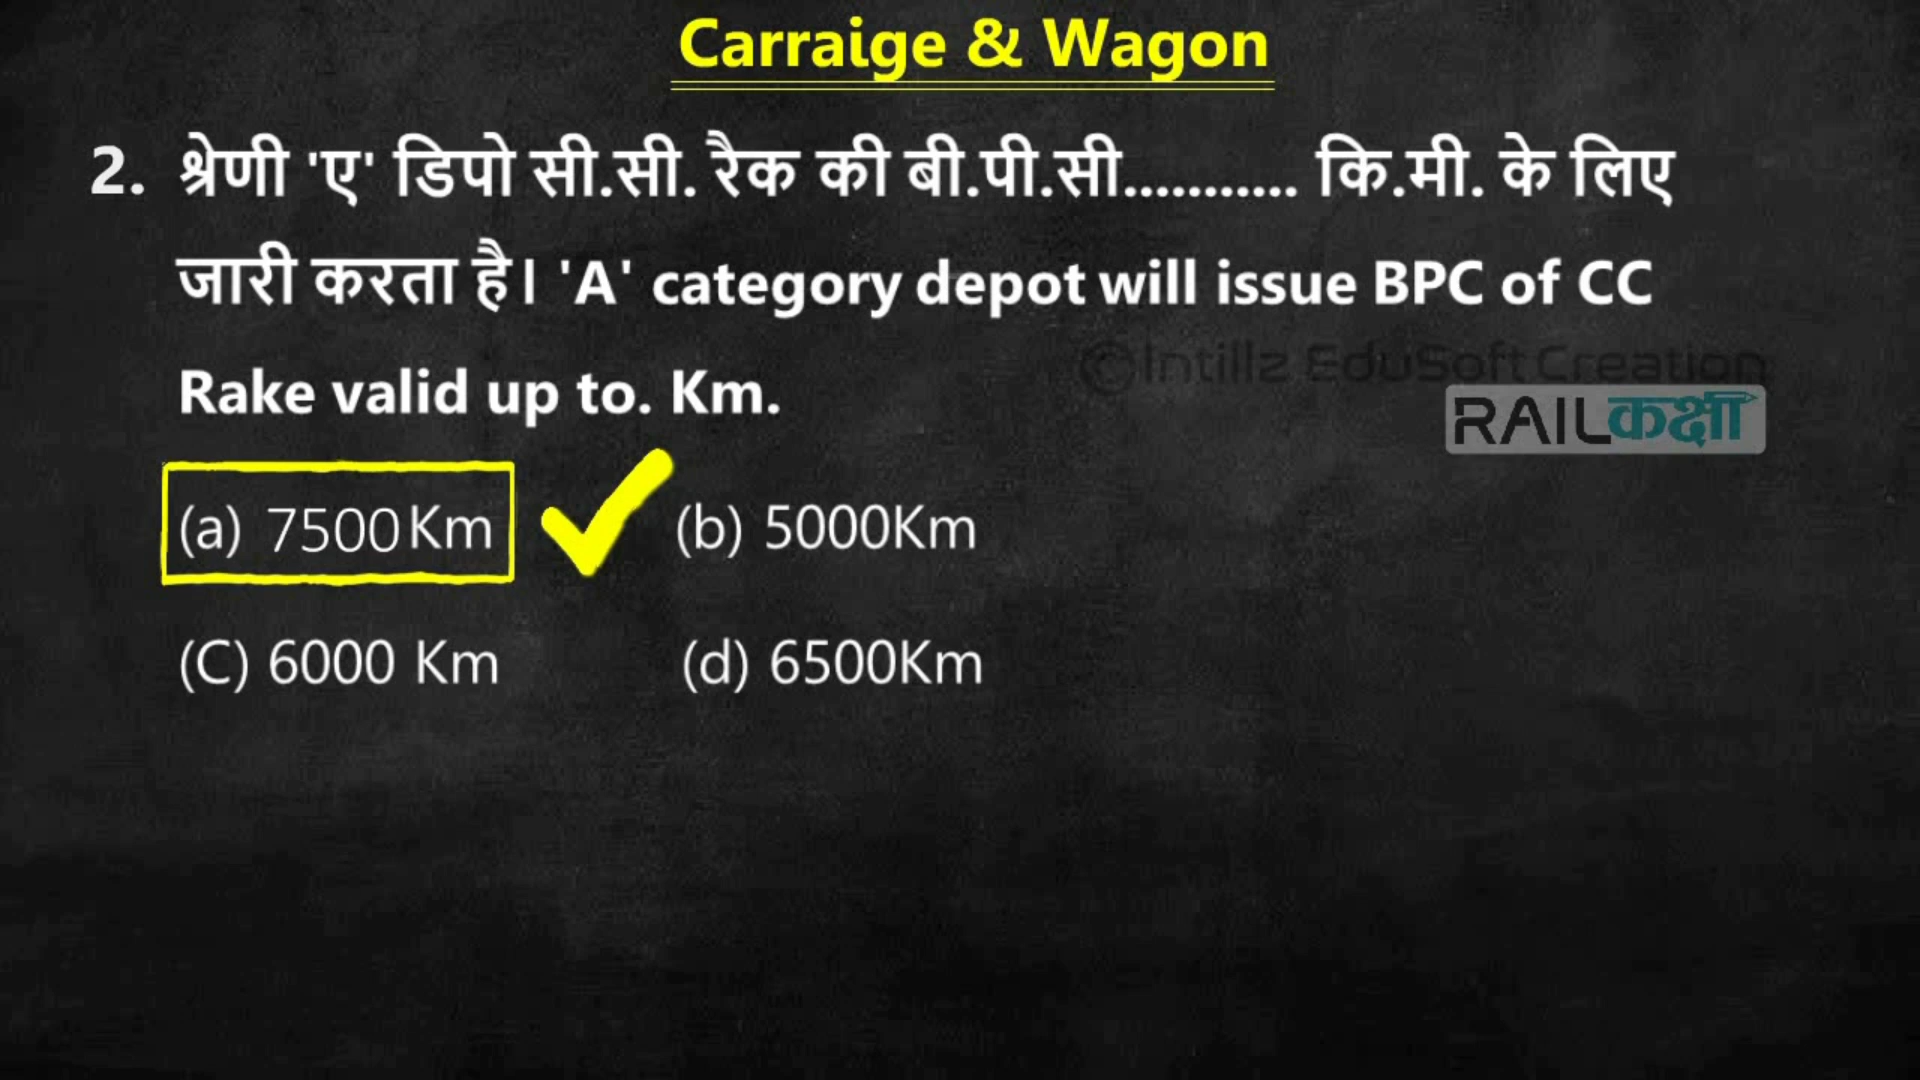 Carraige & Wagon
2. श्रेणी 'ए' डिपो सी.सी. रैक की बी.पी.सी........... कि.मी. के लिए
जारी करता है। 'A' category depot will issue BPC of CC
©Intillz EduSoft Creation
Rake valid up to. Km.
RAILकक्षा
(a) 7500Km (b) 5000Km
(C) 6000 Km (d) 6500Km